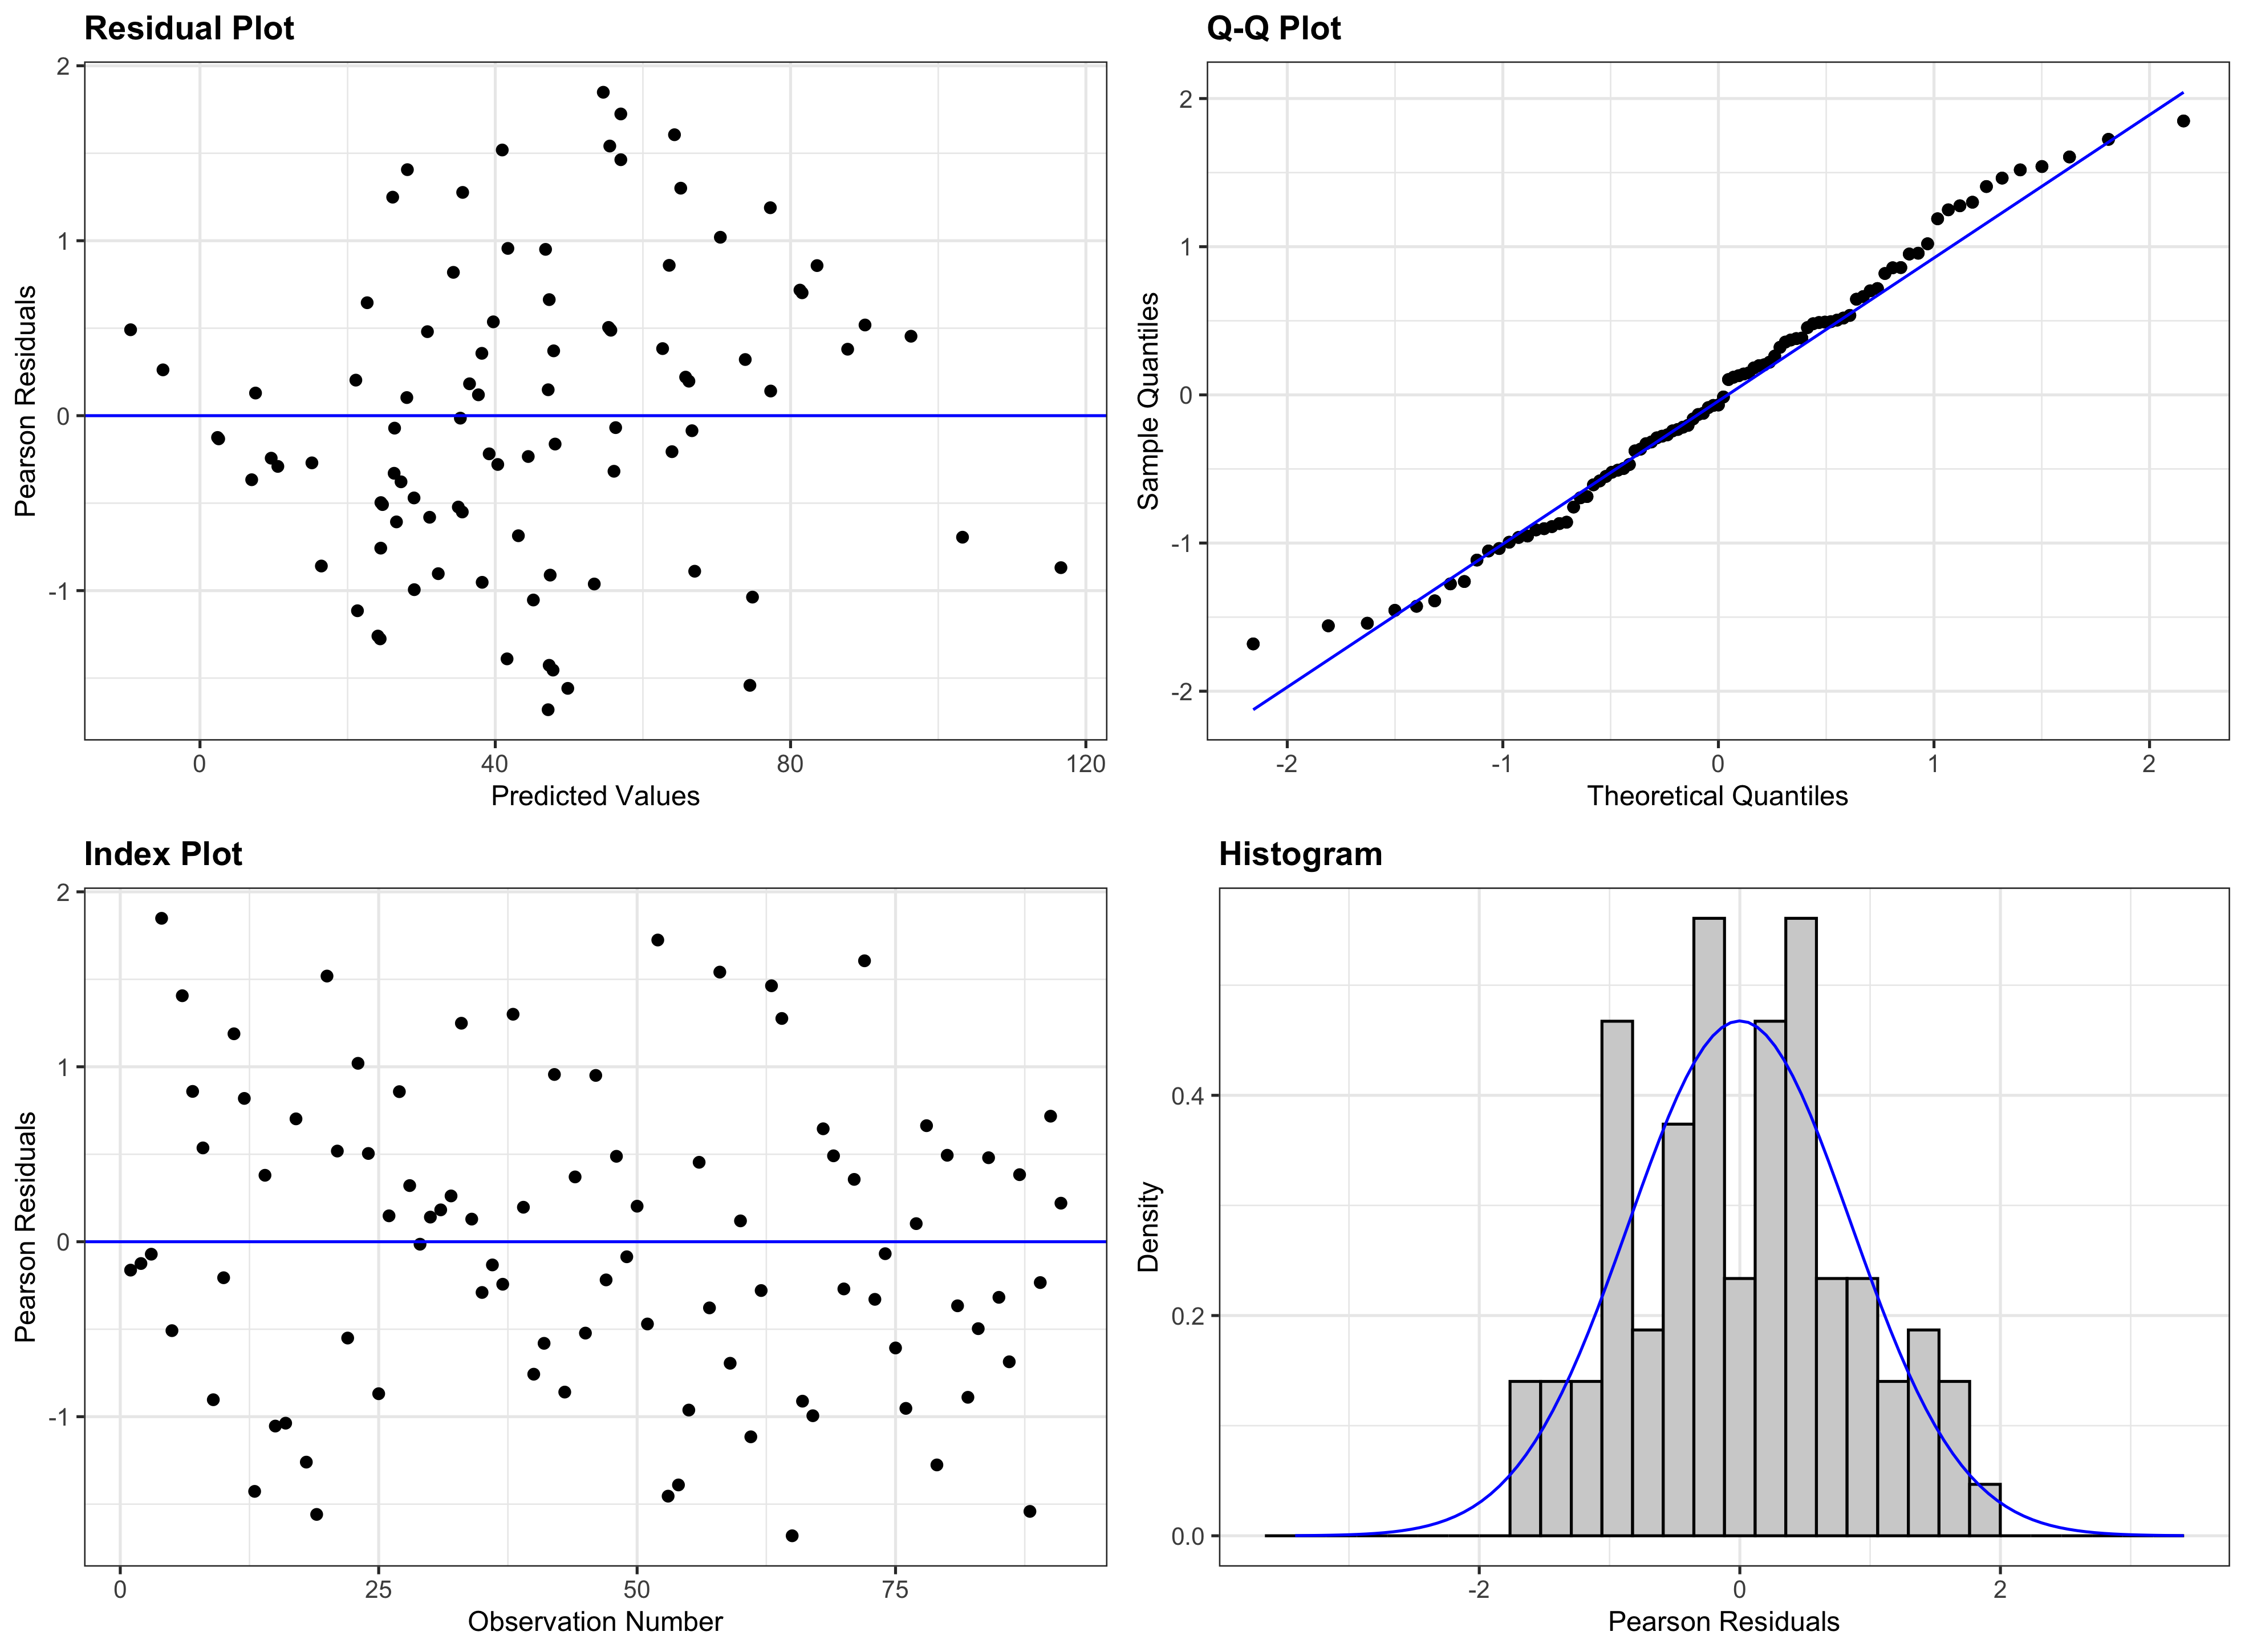 Residual Plot
2
1
0
-1
Pearson Residuals
0 40 80 120
Predicted Values
Q-Q Plot
2
1
0
-1
-2
Sample Quantiles
-2 -1 0 1 2
Theoretical Quantiles
Index Plot
2
1
0
-1
Pearson Residuals
0 25 50 75
Observation Number
Histogram
0.4
0.2
0.0
Density
-2 0 2
Pearson Residuals